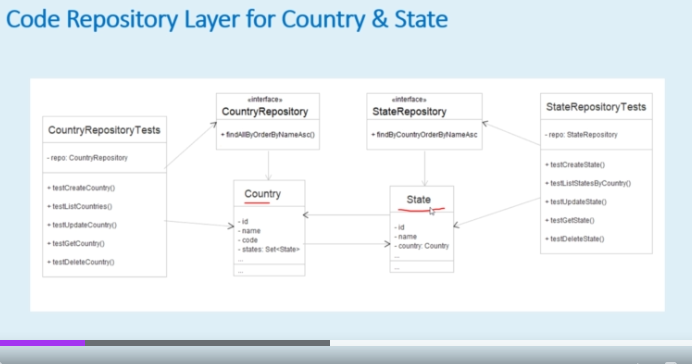 Code Repository Layer for Country & State
CountryRepositoryTests
- repo: CountryRepository
+ testCreateCountry()
+ testListCountries()
+ testUpdateCountry()
+ testGetCountry()
+ testDeleteCountry()
«interface»
CountryRepository
+ findAllByOrderByNameAsc()
Country
- id
- name
- code
- states: Set<State>
...
...
«interface»
StateRepository
+ findByCountryOrderByNameAsc
State
- id
- name
- country: Country
...
...
StateRepositoryTests
- repo: StateRepository
+ testCreateState()
+ testListStatesByCountry()
+ testUpdateState()
+ testGetState()
+ testDeleteState()